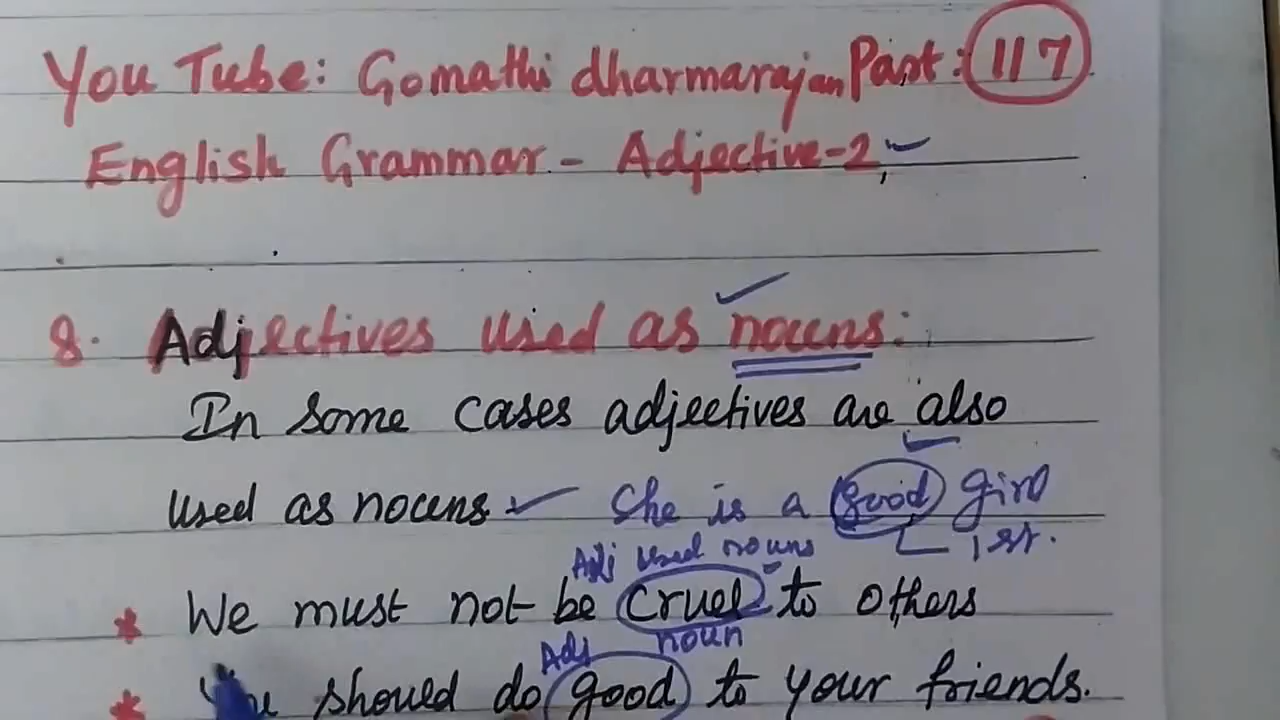 You Tube: Gomathi dharmarajan Part: 117
English Grammar - Adjective-2
8. Adjectives used as nouns:
In some cases adjectives are also
used as nouns. She is a good girl
1st.
Adj used nouns
We must not be cruel to others
Adj noun
You should do good to your friends.